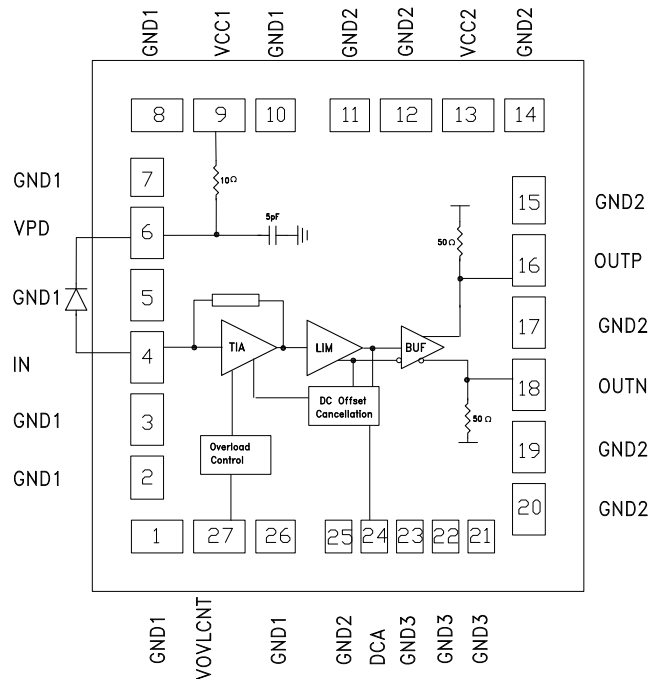 GND1 VCC1 GND1 GND2 GND2 VCC2 GND2
8 9 10 11 12 13 14
7
GND1
10Ω
15
GND2
VPD
6
5pF
50Ω
16
OUTP
GND1
5
17
GND2
IN
4
TIA
LIM
BUF
18
OUTN
DC Offset
Cancellation
50Ω
GND1
3
Overload
Control
19
GND2
GND1
2
20
GND2
1 27 26 25 24 23 22 21
GND1 VOVLCNT GND1 GND2 DCA GND3 GND3 GND3